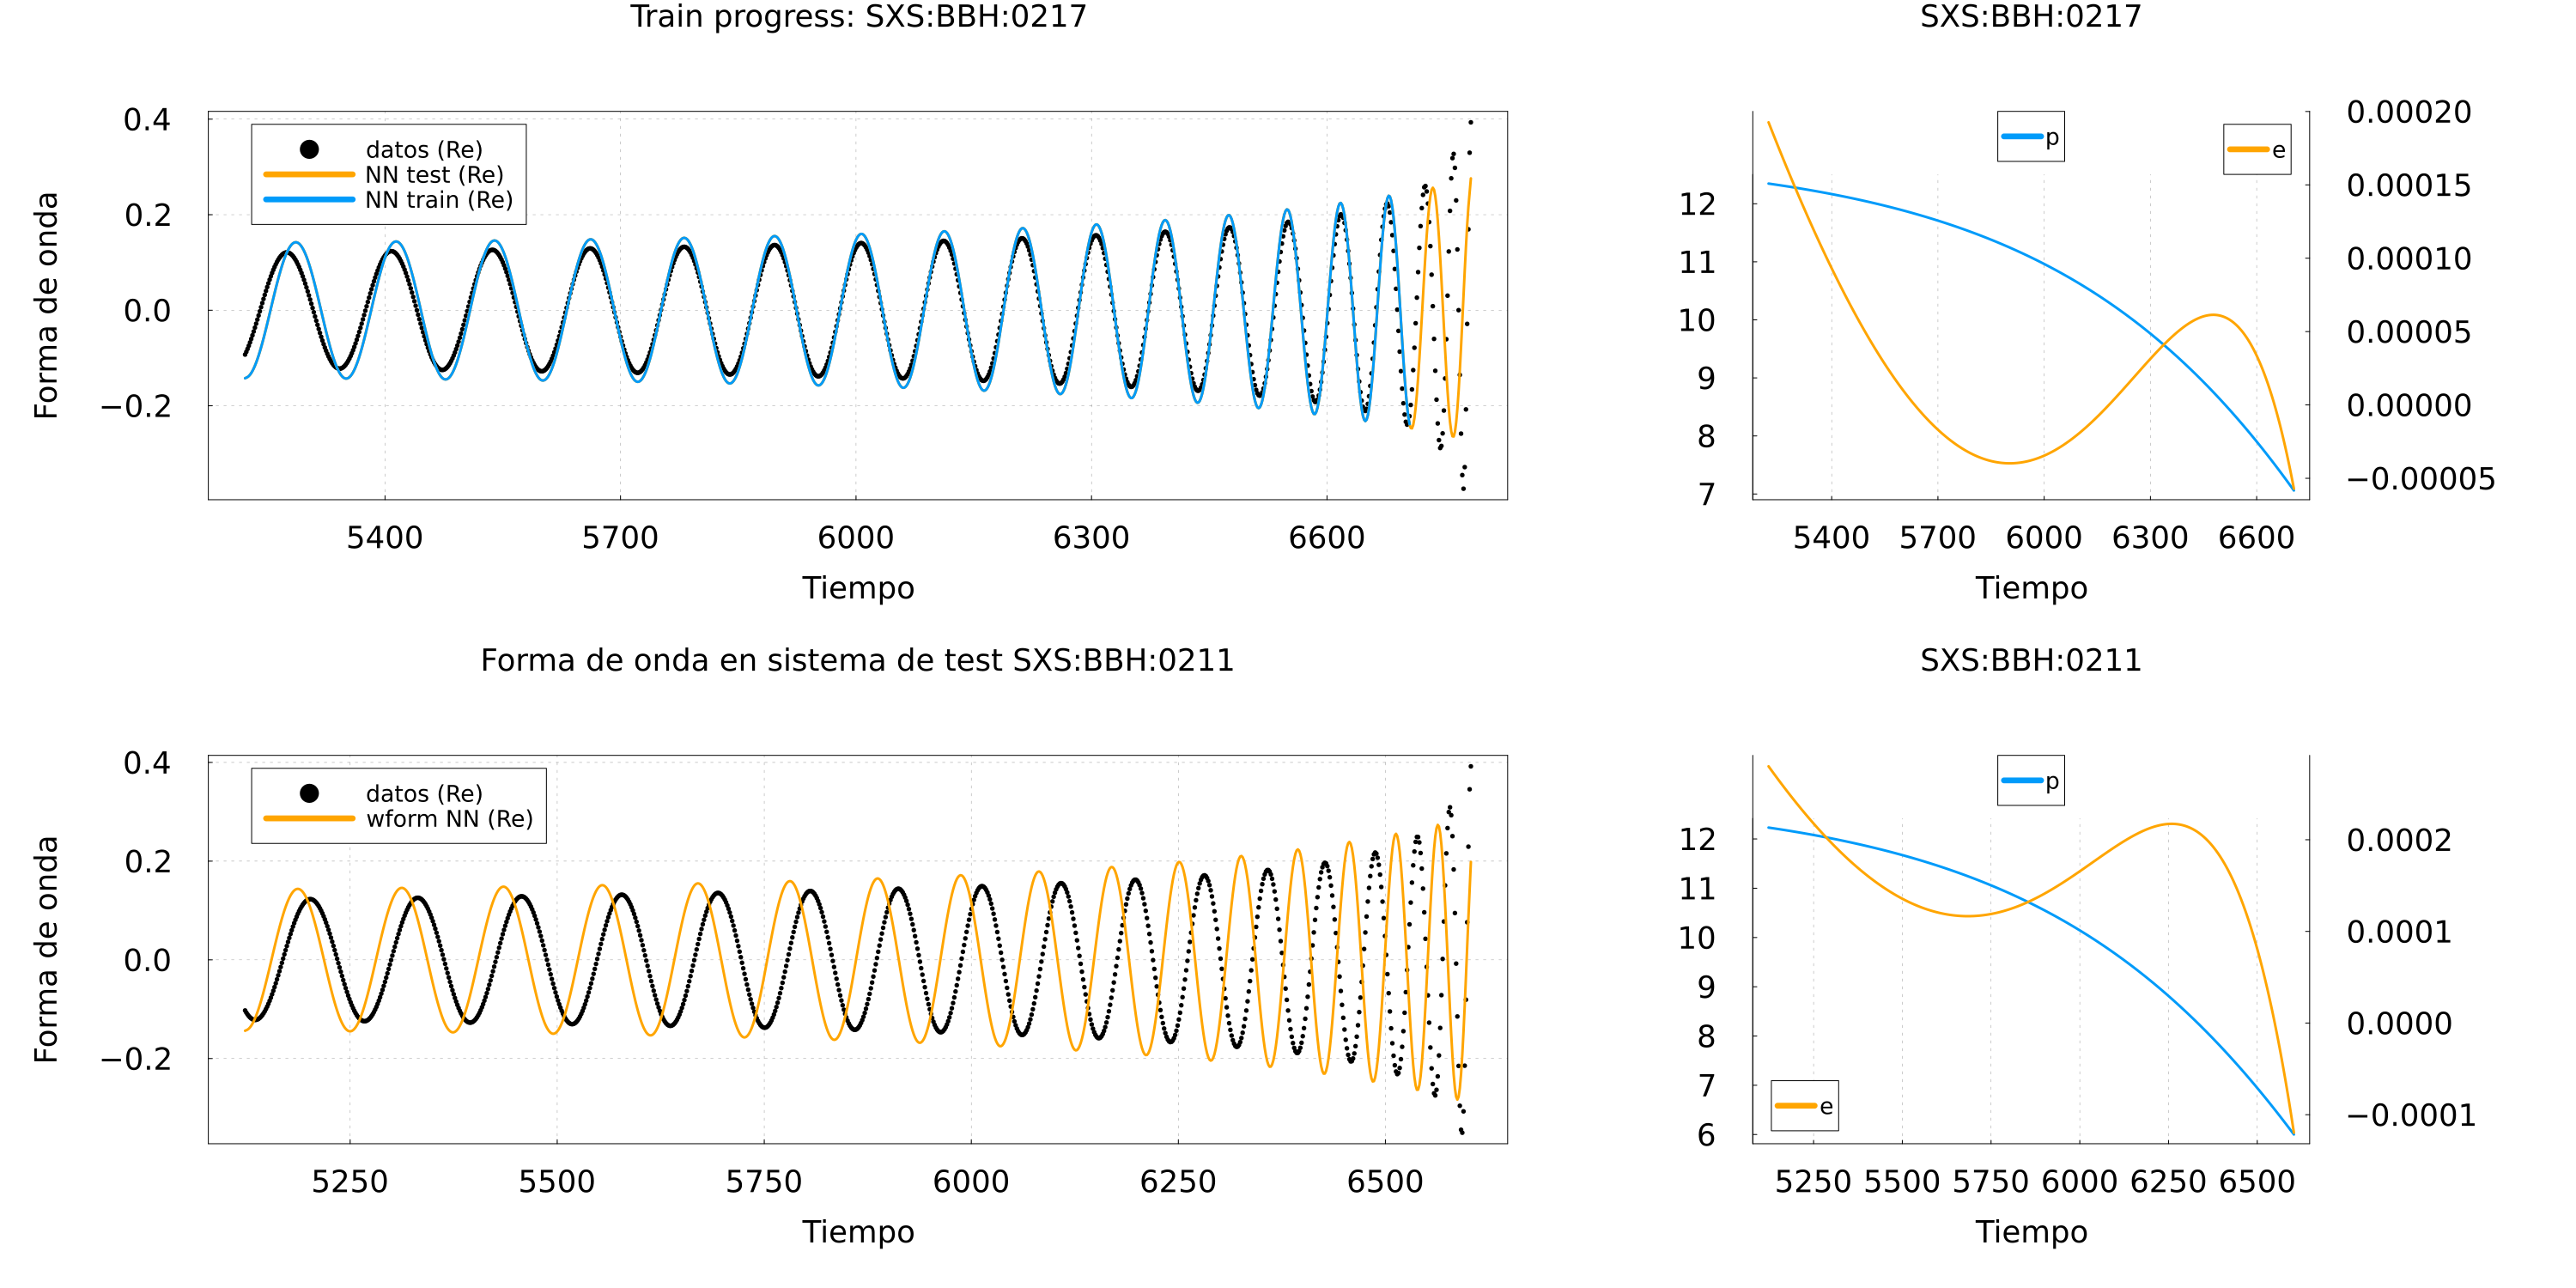 Train progress: SXS:BBH:0217
Forma de onda
0.4
0.2
0.0
−0.2
datos (Re)
NN test (Re)
NN train (Re)
5400 5700 6000 6300 6600
Tiempo
SXS:BBH:0217
12
11
10
9
8
7
p
e
0.00020
0.00015
0.00010
0.00005
0.00000
−0.00005
5400 5700 6000 6300 6600
Tiempo
Forma de onda en sistema de test SXS:BBH:0211
Forma de onda
0.4
0.2
0.0
−0.2
datos (Re)
wform NN (Re)
5250 5500 5750 6000 6250 6500
Tiempo
SXS:BBH:0211
12
11
10
9
8
7
6
p
e
0.0002
0.0001
0.0000
−0.0001
5250 5500 5750 6000 6250 6500
Tiempo